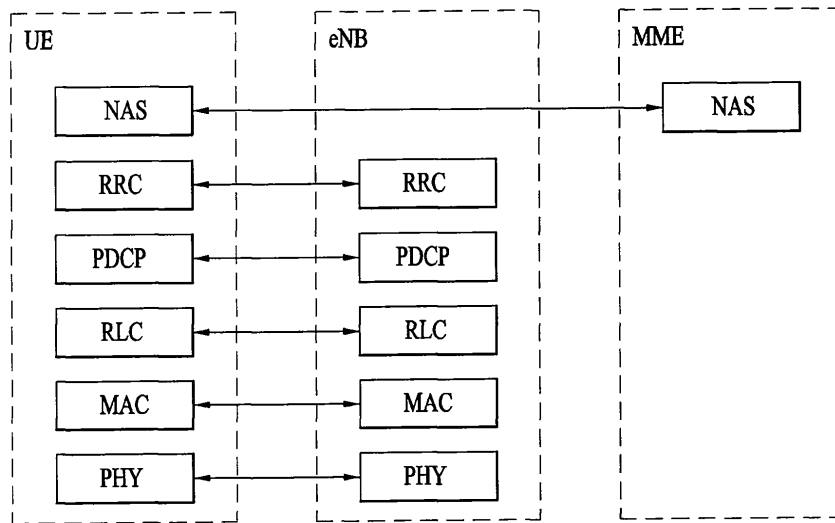 UE
eNB
MME
NAS
NAS
RRC
RRC
PDCP
PDCP
RLC
RLC
MAC
MAC
PHY
PHY